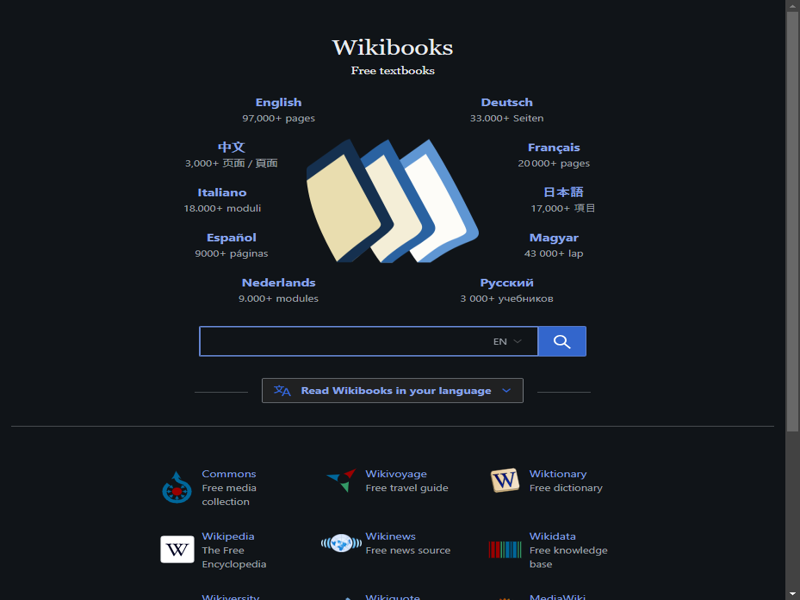 Wikibooks
Free textbooks
English
97,000+ pages
Deutsch
33.000+ Seiten
中文
3,000+ 页面 / 頁面
Français
20 000+ pages
Italiano
18.000+ moduli
日本語
17,000+ 項目
Español
9000+ páginas
Magyar
43 000+ lap
Nederlands
9.000+ modules
Русский
3 000+ учебников
EN
Read Wikibooks in your language
Commons
Free media
collection
Wikivoyage
Free travel guide
Wiktionary
Free dictionary
W
Wikipedia
The Free
Encyclopedia
W
Wikinews
Free news source
Wikidata
Free knowledge
base
Wikiversity
Wikiquote
MediaWiki